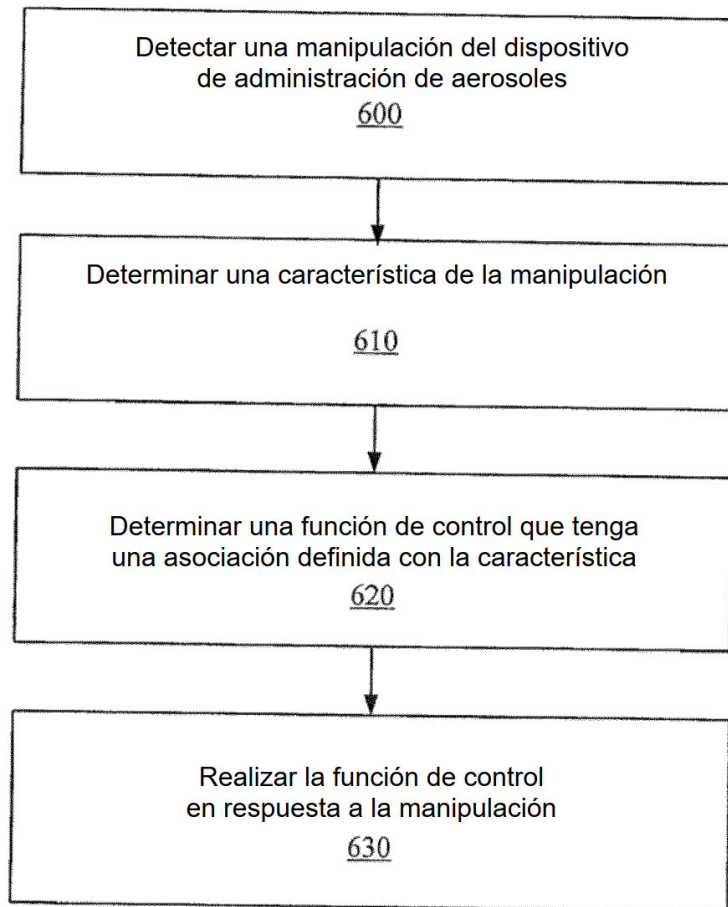 Detectar una manipulación del dispositivo
de administración de aerosoles
600
Determinar una característica de la manipulación
610
Determinar una función de control que tenga
una asociación definida con la característica
620
Realizar la función de control
en respuesta a la manipulación
630